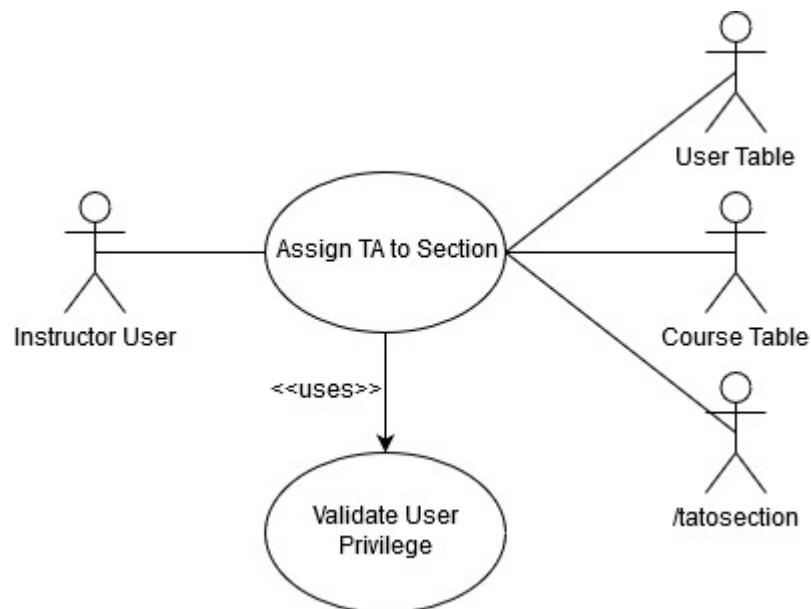 User Table
Assign TA to Section
Instructor User
Course Table
<<uses>>
/tatosection
Validate User
Privilege